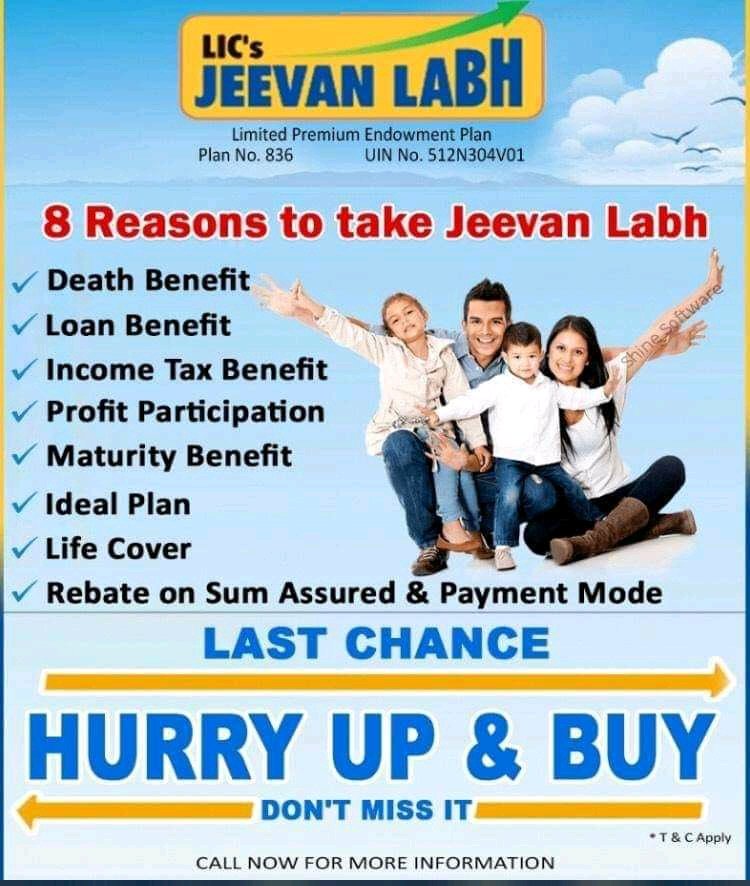 LIC's
JEEVAN LABH
Limited Premium Endowment Plan
Plan No. 836 UIN No. 512N304V01
8 Reasons to take Jeevan Labh
✓ Death Benefit
✓ Loan Benefit
✓ Income Tax Benefit
✓ Profit Participation
✓ Maturity Benefit
✓ Ideal Plan
✓ Life Cover
✓ Rebate on Sum Assured & Payment Mode
Shine Software
LAST CHANCE
HURRY UP & BUY
DON'T MISS IT
*T & C Apply
CALL NOW FOR MORE INFORMATION